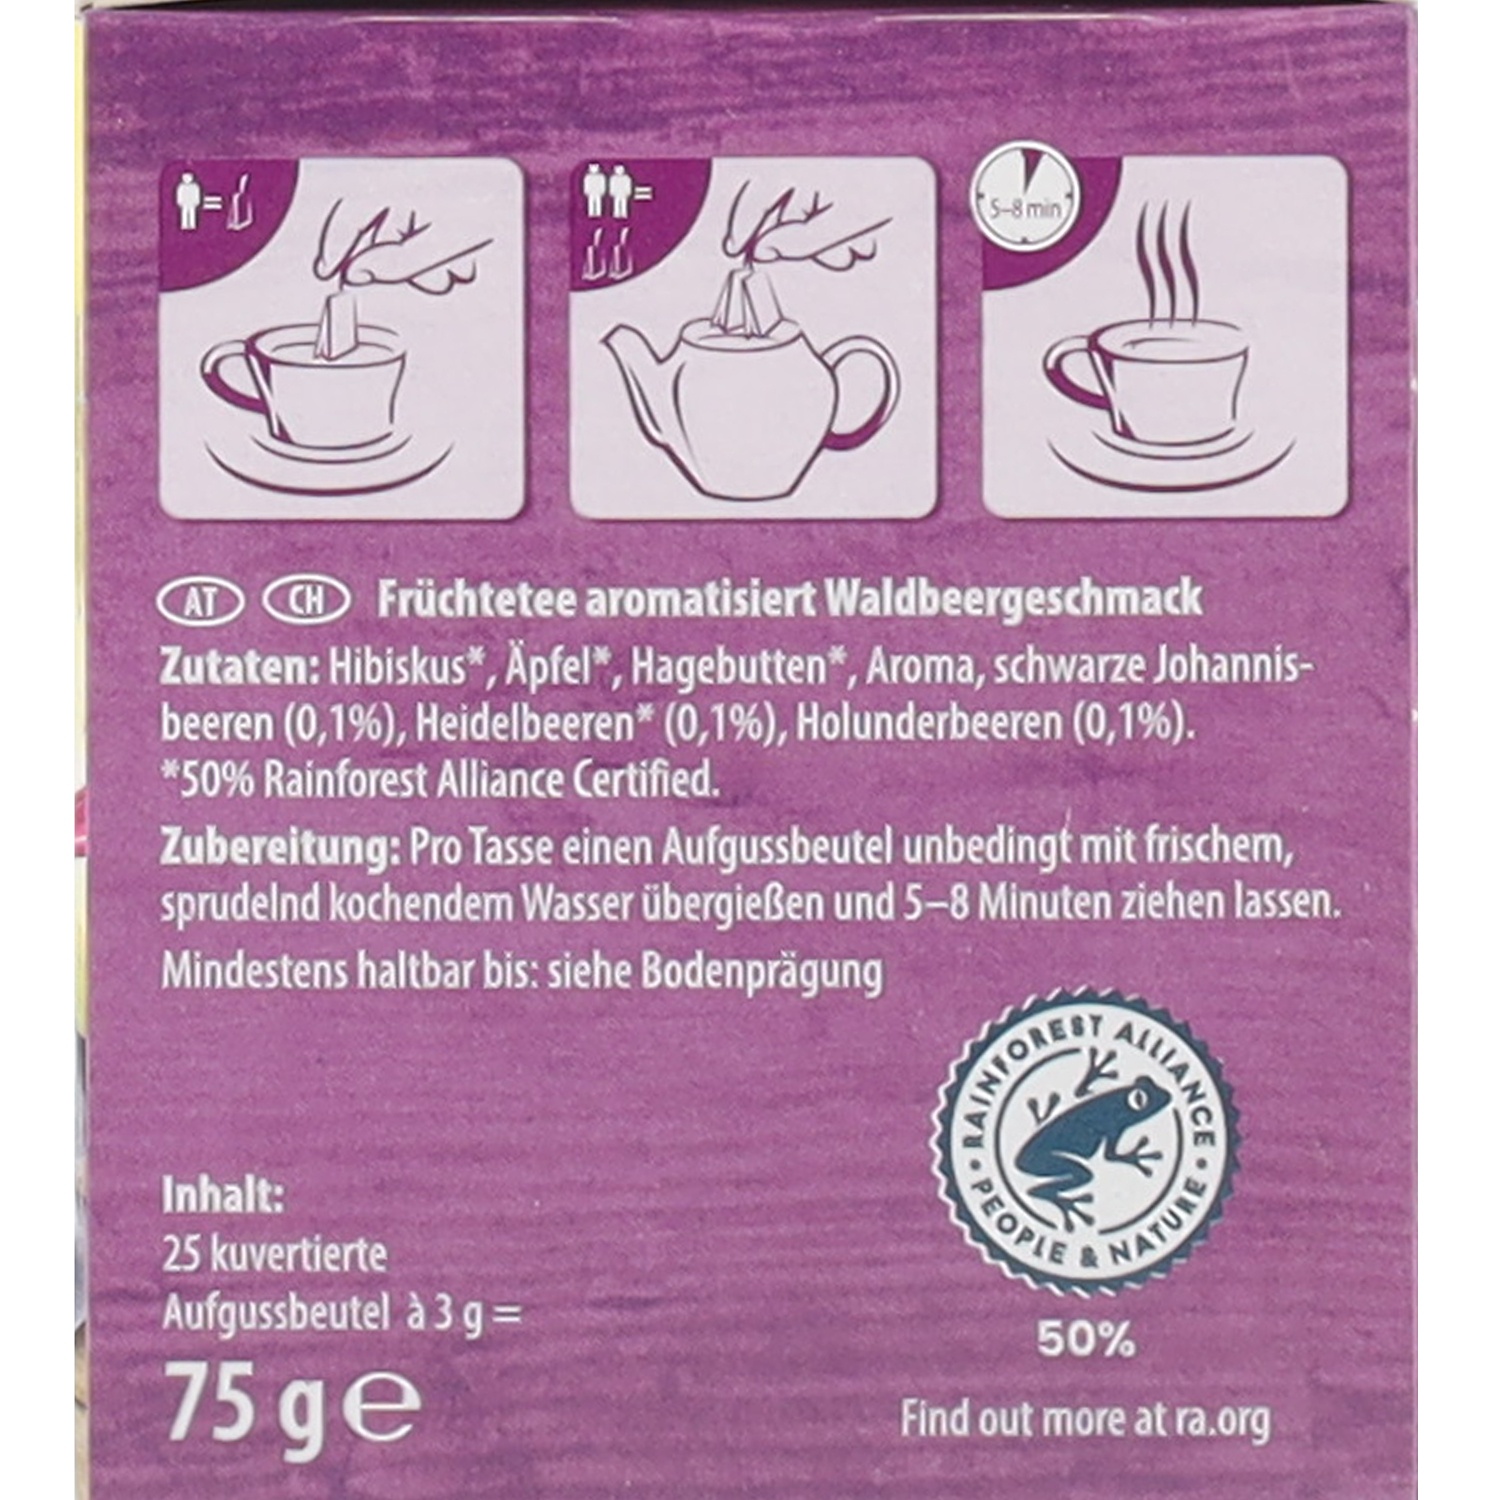 =
=
5–8 min
AT CH Früchtetee aromatisiert Waldbeergeschmack
Zutaten: Hibiskus*, Äpfel*, Hagebutten*, Aroma, schwarze Johannis-
beeren (0,1%), Heidelbeeren* (0,1%), Holunderbeeren (0,1%).
*50% Rainforest Alliance Certified.
Zubereitung: Pro Tasse einen Aufgussbeutel unbedingt mit frischem,
sprudelnd kochendem Wasser übergießen und 5–8 Minuten ziehen lassen.
Mindestens haltbar bis: siehe Bodenprägung
RAINFOREST ALLIANCE
• PEOPLE & NATURE •
50%
Find out more at ra.org
Inhalt:
25 kuvertierte
Aufgussbeutel à 3 g =
75 g ℮